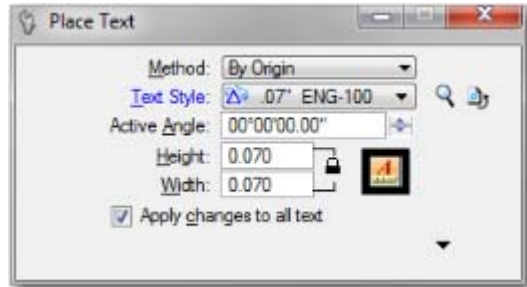 Place Text
Method: By Origin
Text Style: .07" ENG-100
Active Angle: 00°00'00.00"
Height: 0.070
Width: 0.070
Apply changes to all text